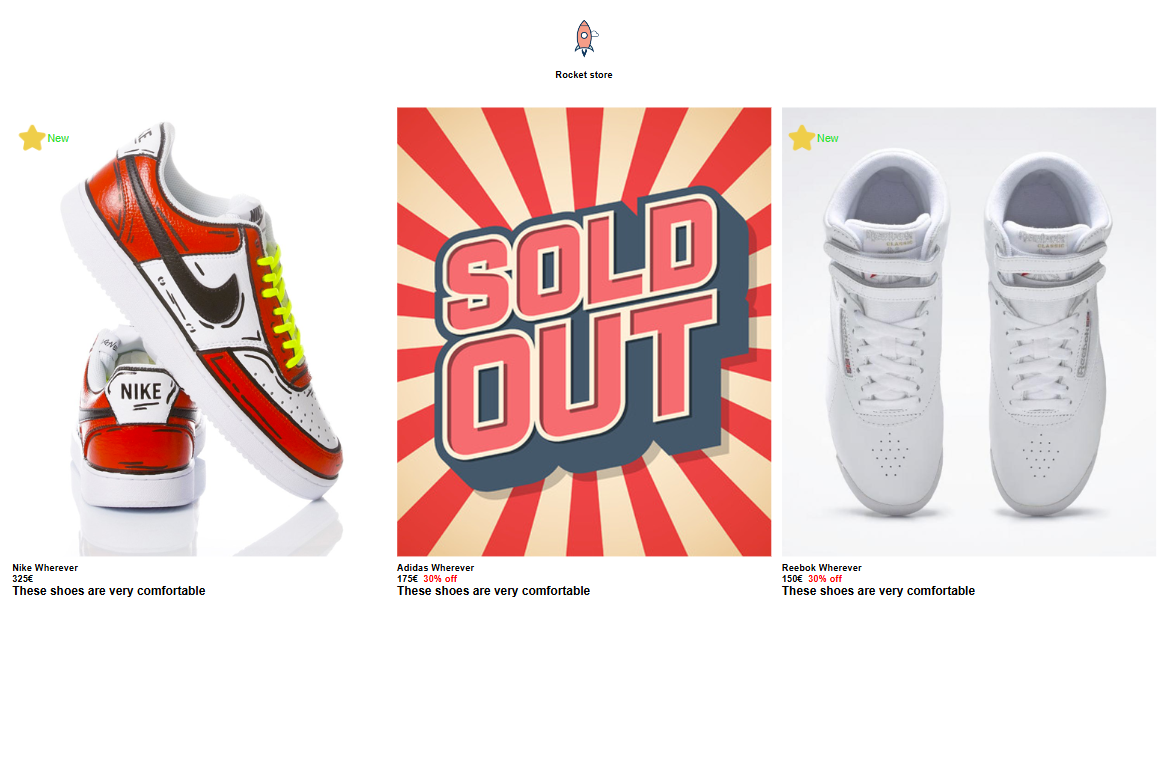 Rocket store
New
NIKE
SOLD
OUT
New
CLASSIC
Nike Wherever
325€
These shoes are very comfortable
Adidas Wherever
175€ 30% off
These shoes are very comfortable
Reebok Wherever
150€ 30% off
These shoes are very comfortable